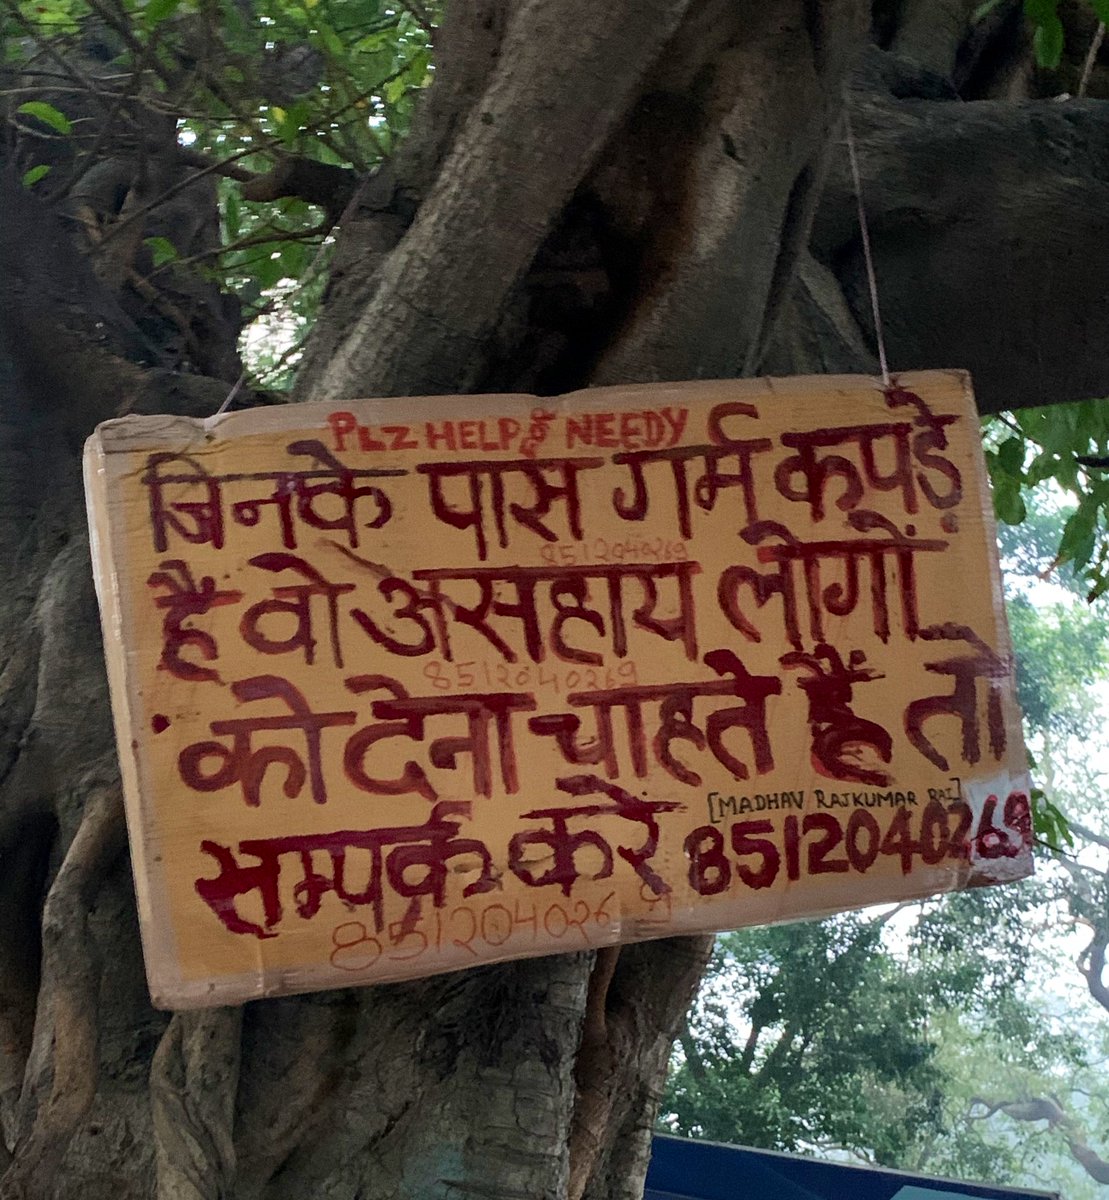 PLZ HELP NEEDY
जिनके पास गर्म कपड़े
8512040269
हैं वो असहाय लोगों
8512040269
को देना चाहते हैं तो
[MADHAV RAJKUMAR RAI]
सम्पर्क करे 8512040269
8512040269